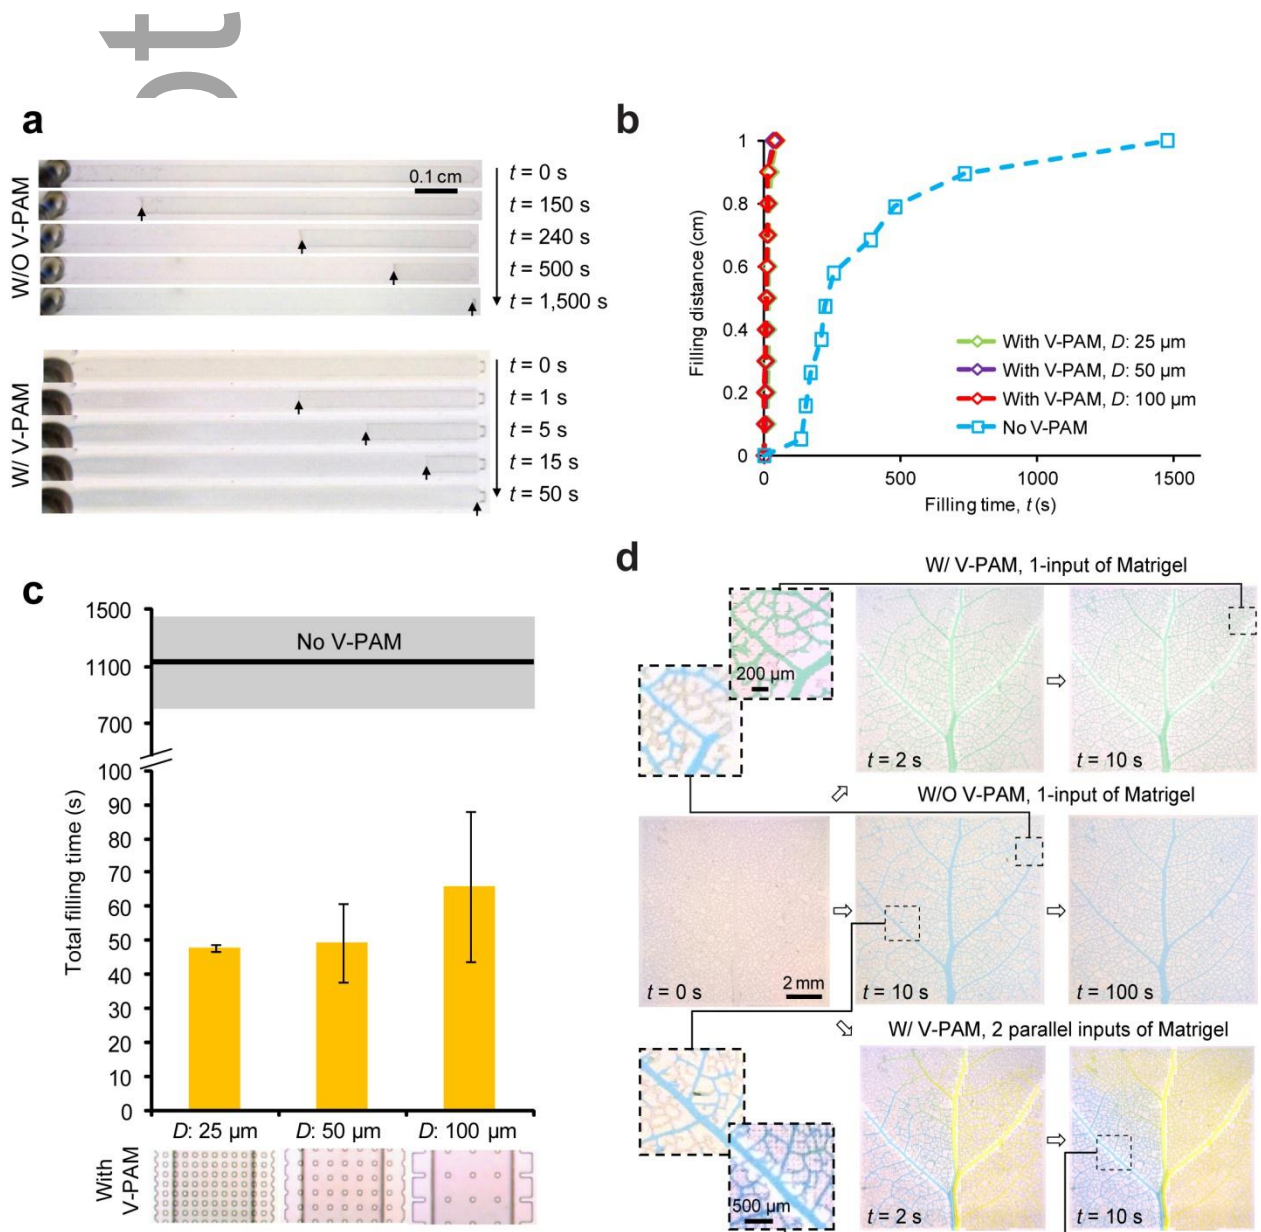 ot
a
W/O V-PAM
0.1 cm
t = 0 s
t = 150 s
t = 240 s
t = 500 s
t = 1,500 s
W/ V-PAM
t = 0 s
t = 1 s
t = 5 s
t = 15 s
t = 50 s
b
Filling distance (cm)
1
0.8
0.6
0.4
0.2
0
With V-PAM, D: 25 µm
With V-PAM, D: 50 µm
With V-PAM, D: 100 µm
No V-PAM
0 500 1000 1500
Filling time, t (s)
c
Total filling time (s)
1500
1100
700
100
90
80
70
60
50
40
30
20
10
0
No V-PAM
D: 25 µm D: 50 µm D: 100 µm
With
V-PAM
d
W/ V-PAM, 1-input of Matrigel
200 µm
t = 2 s
t = 10 s
W/O V-PAM, 1-input of Matrigel
t = 0 s
2 mm
t = 10 s
t = 100 s
W/ V-PAM, 2 parallel inputs of Matrigel
500 µm
t = 2 s
t = 10 s